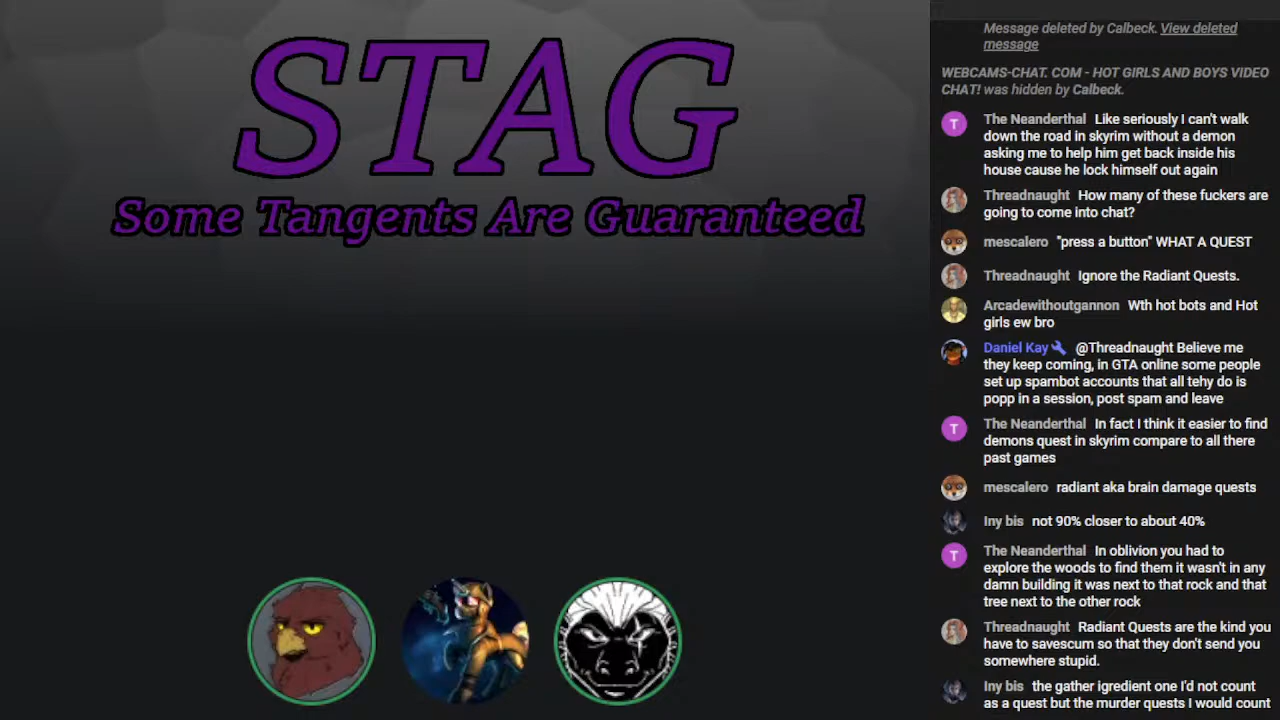 STAG
Some Tangents Are Guaranteed
Message deleted by Calbeck. View deleted
message
WEBCAMS-CHAT. COM - HOT GIRLS AND BOYS VIDEO
CHAT! was hidden by Calbeck.
T The Neanderthal Like seriously I can't walk
down the road in skyrim without a demon
asking me to help him get back inside his
house cause he lock himself out again
Threadnaught How many of these fuckers are
going to come into chat?
mescalero "press a button" WHAT A QUEST
Threadnaught Ignore the Radiant Quests.
Arcadewithoutgannon Wth hot bots and Hot
girls ew bro
Daniel Kay @Threadnaught Believe me
they keep coming, in GTA online some people
set up spambot accounts that all tehy do is
popp in a session, post spam and leave
T The Neanderthal In fact I think it easier to find
demons quest in skyrim compare to all there
past games
mescalero radiant aka brain damage quests
Iny bis not 90% closer to about 40%
T The Neanderthal In oblivion you had to
explore the woods to find them it wasn't in any
damn building it was next to that rock and that
tree next to the other rock
Threadnaught Radiant Quests are the kind you
have to savescum so that they don't send you
somewhere stupid.
Iny bis the gather igredient one I'd not count
as a quest but the murder quests I would count